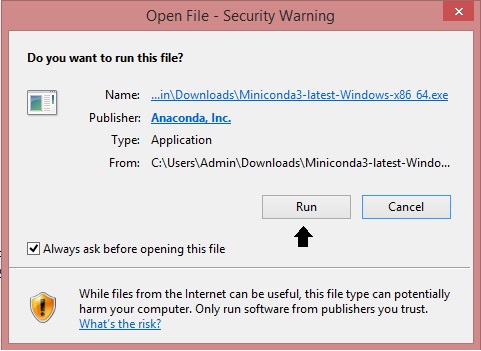 Open File - Security Warning
Do you want to run this file?
Name: ...in\Downloads\Miniconda3-latest-Windows-x86_64.exe
Publisher: Anaconda, Inc.
Type: Application
From: C:\Users\Admin\Downloads\Miniconda3-latest-Windo...
Run Cancel
Always ask before opening this file
While files from the Internet can be useful, this file type can potentially
harm your computer. Only run software from publishers you trust.
What's the risk?